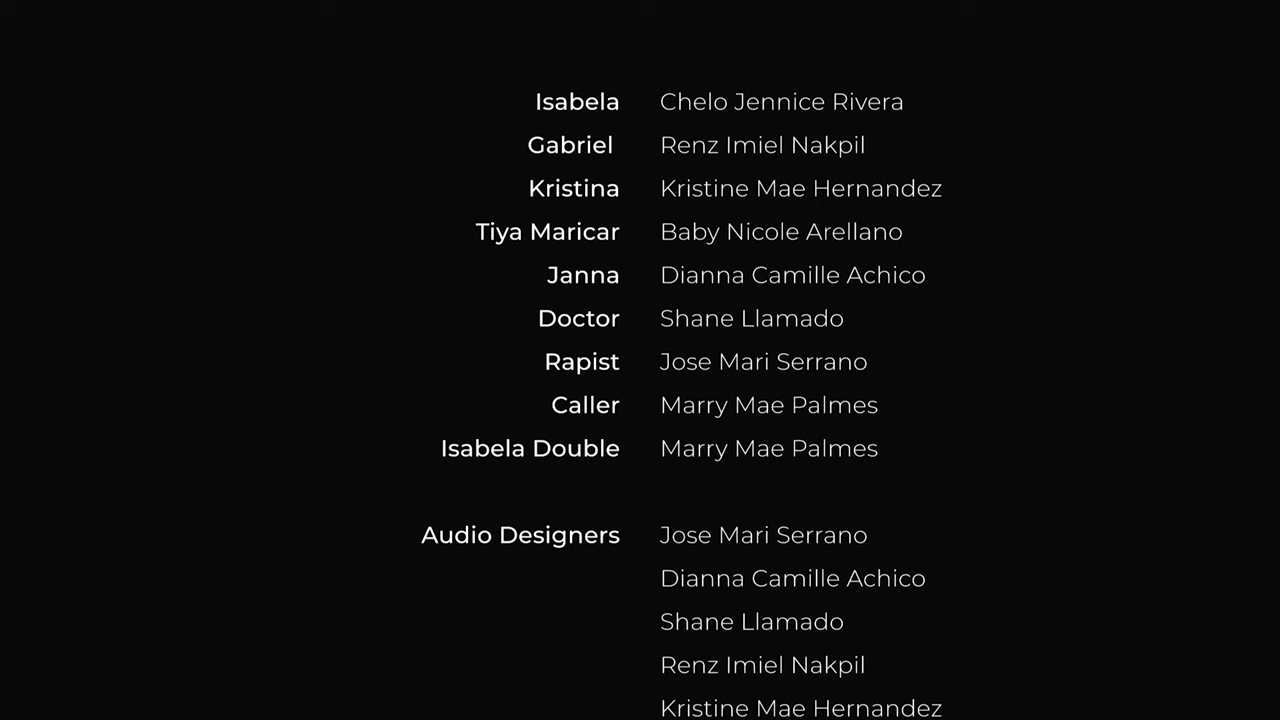 Isabela Chelo Jennice Rivera
Gabriel Renz Imiel Nakpil
Kristina Kristine Mae Hernandez
Tiya Maricar Baby Nicole Arellano
Janna Dianna Camille Achico
Doctor Shane Llamado
Rapist Jose Mari Serrano
Caller Marry Mae Palmes
Isabela Double Marry Mae Palmes
Audio Designers Jose Mari Serrano
Dianna Camille Achico
Shane Llamado
Renz Imiel Nakpil
Kristine Mae Hernandez